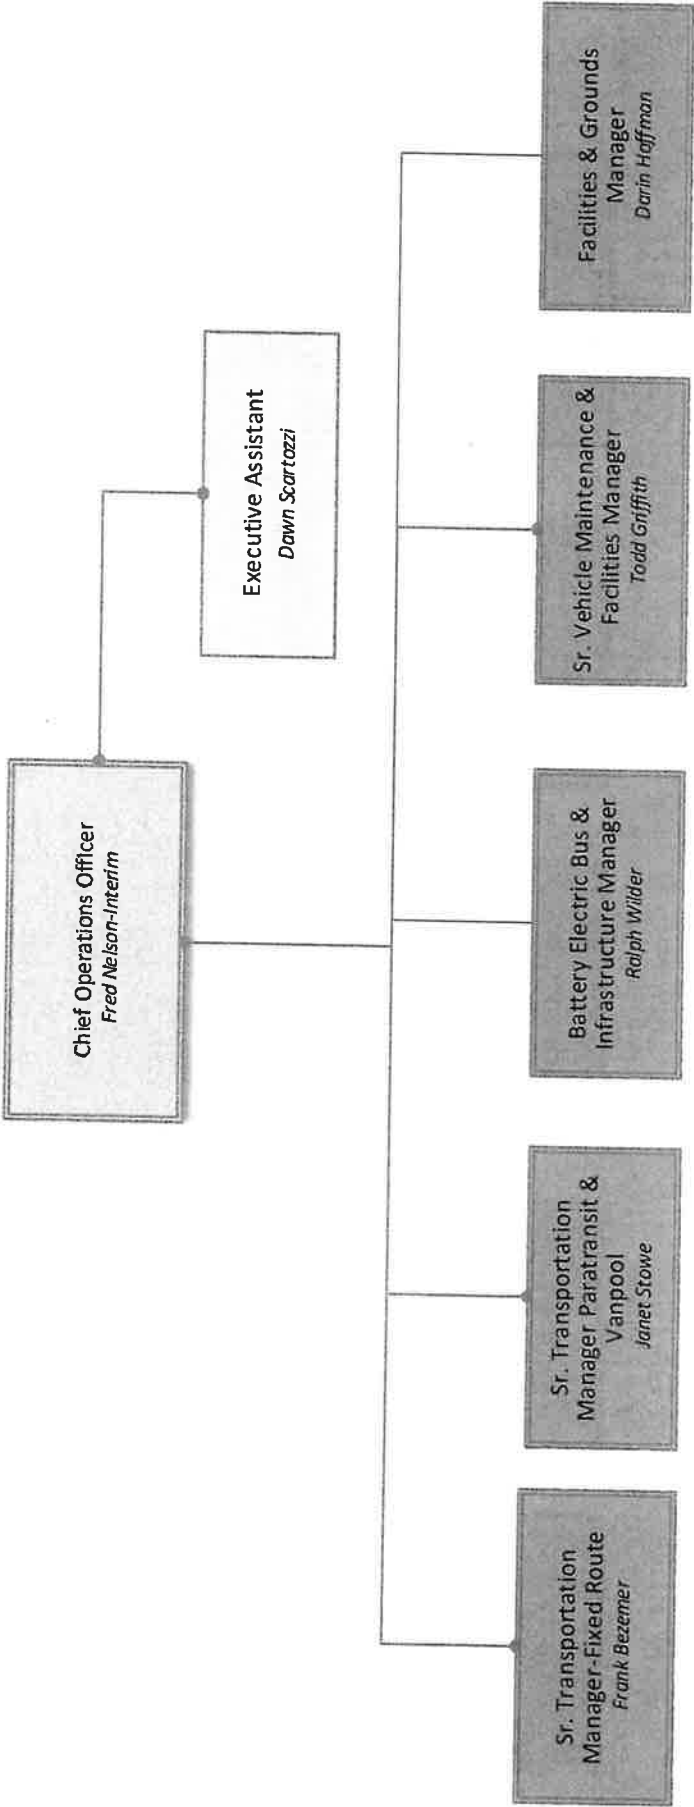 Chief Operations Officer
Fred Nelson-Interim
Executive Assistant
Dawn Scartozzi
Sr. Transportation
Manager-Fixed Route
Frank Bezemer
Sr. Transportation
Manager Paratransit &
Vanpool
Janet Stowe
Battery Electric Bus &
Infrastructure Manager
Ralph Wilder
Sr. Vehicle Maintenance &
Facilities Manager
Todd Griffith
Facilities & Grounds
Manager
Darin Hoffman